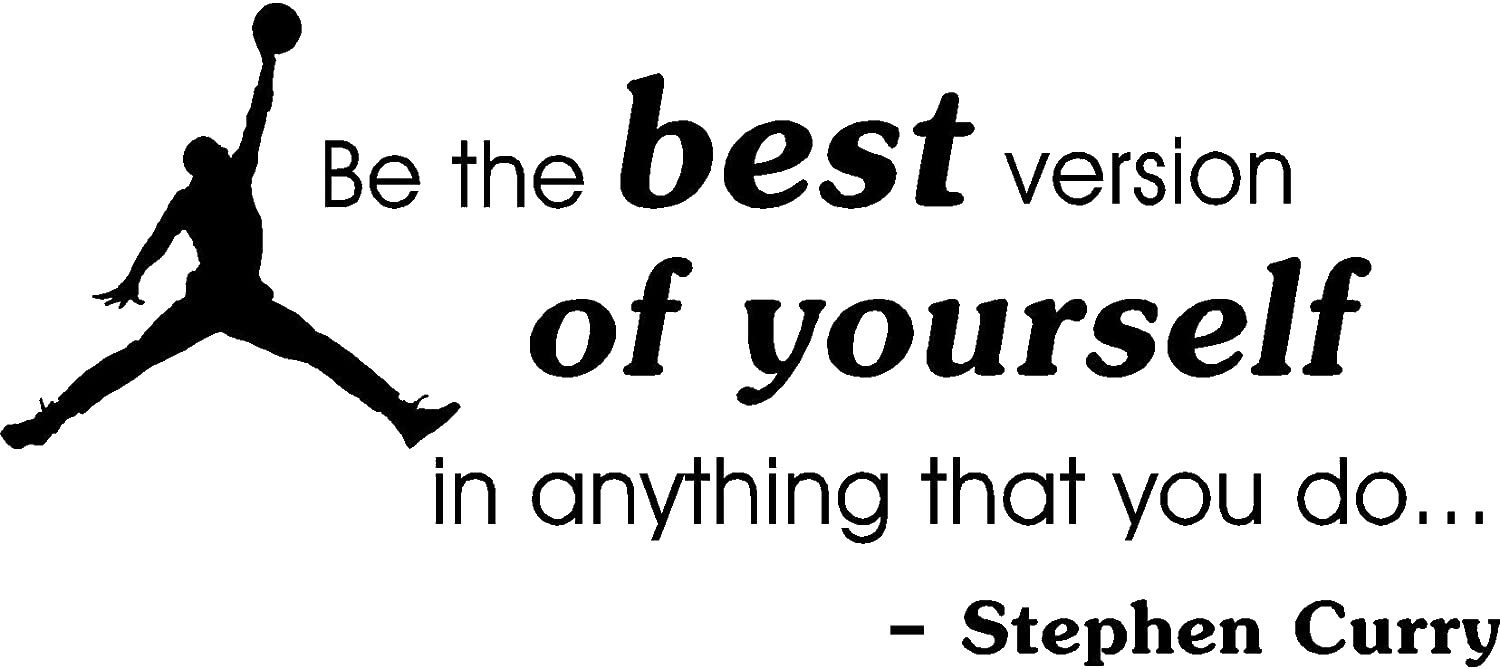 Be the best version
of yourself
in anything that you do...
– Stephen Curry